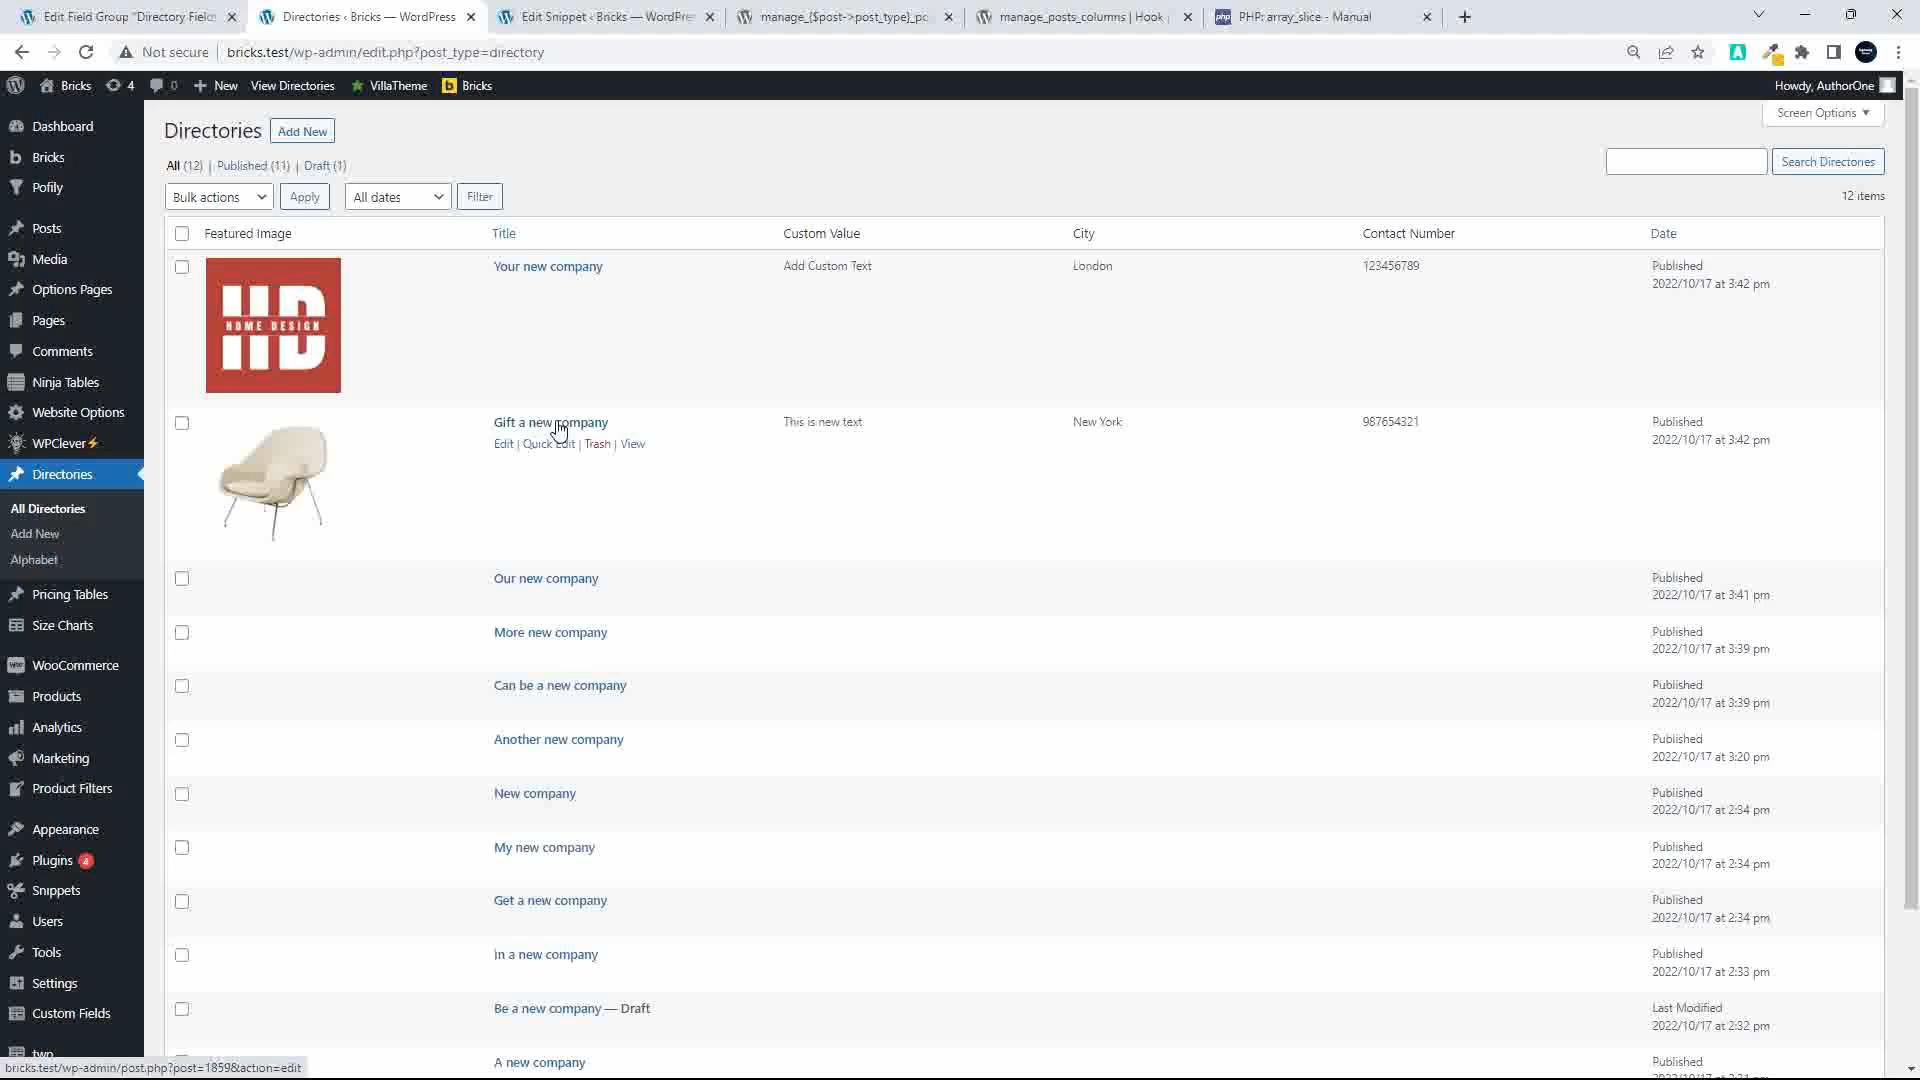 Edit Field Group "Directory Field
Directories ‹ Bricks — WordPress
Edit Snippet ‹ Bricks — WordPre
manage_{$post->post_type}_po
manage_posts_columns | Hook
PHP: array_slice - Manual
Not secure
bricks.test/wp-admin/edit.php?post_type=directory
Bricks
4
0
New
View Directories
VillaTheme
b Bricks
Howdy, AuthorOne
Dashboard
Bricks
Pofily
Posts
Media
Options Pages
Pages
Comments
Ninja Tables
Website Options
WPClever⚡
Directories
All Directories
Add New
Alphabet
Pricing Tables
Size Charts
WooCommerce
Products
Analytics
Marketing
Product Filters
Appearance
Plugins 4
Snippets
Users
Tools
Settings
Custom Fields
twp
Directories Add New
Screen Options ▼
All (12) | Published (11) | Draft (1)
Search Directories
Bulk actions Apply All dates Filter
12 items
Featured Image Title Custom Value City Contact Number Date
HD
HOME DESIGN
Your new company Add Custom Text London 123456789 Published
2022/10/17 at 3:42 pm
Gift a new company This is new text New York 987654321 Published
2022/10/17 at 3:42 pm
Edit | Quick Edit | Trash | View
Our new company Published
2022/10/17 at 3:41 pm
More new company Published
2022/10/17 at 3:39 pm
Can be a new company Published
2022/10/17 at 3:39 pm
Another new company Published
2022/10/17 at 3:20 pm
New company Published
2022/10/17 at 2:34 pm
My new company Published
2022/10/17 at 2:34 pm
Get a new company Published
2022/10/17 at 2:34 pm
In a new company Published
2022/10/17 at 2:33 pm
Be a new company — Draft Last Modified
2022/10/17 at 2:32 pm
A new company Published
bricks.test/wp-admin/post.php?post=1859&action=edit